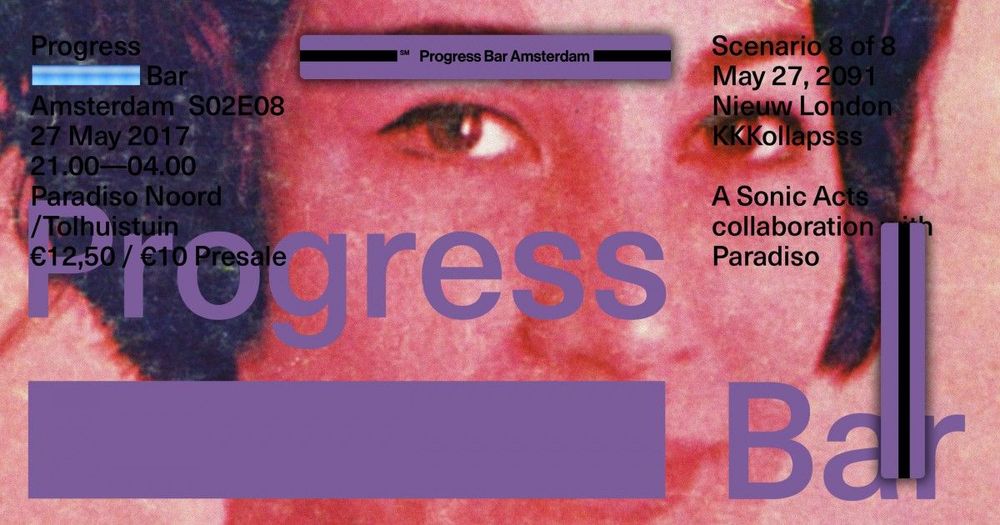 Progress
Bar
Amsterdam S02E08
27 May 2017
21.00—04.00
Paradiso Noord
/Tolhuistuin
€12,50 / €10 Presale
℠ Progress Bar Amsterdam
Scenario 8 of 8
May 27, 2091
Nieuw London
KKKollapsss
A Sonic Acts
collaboration with
Paradiso
Progress
Bar